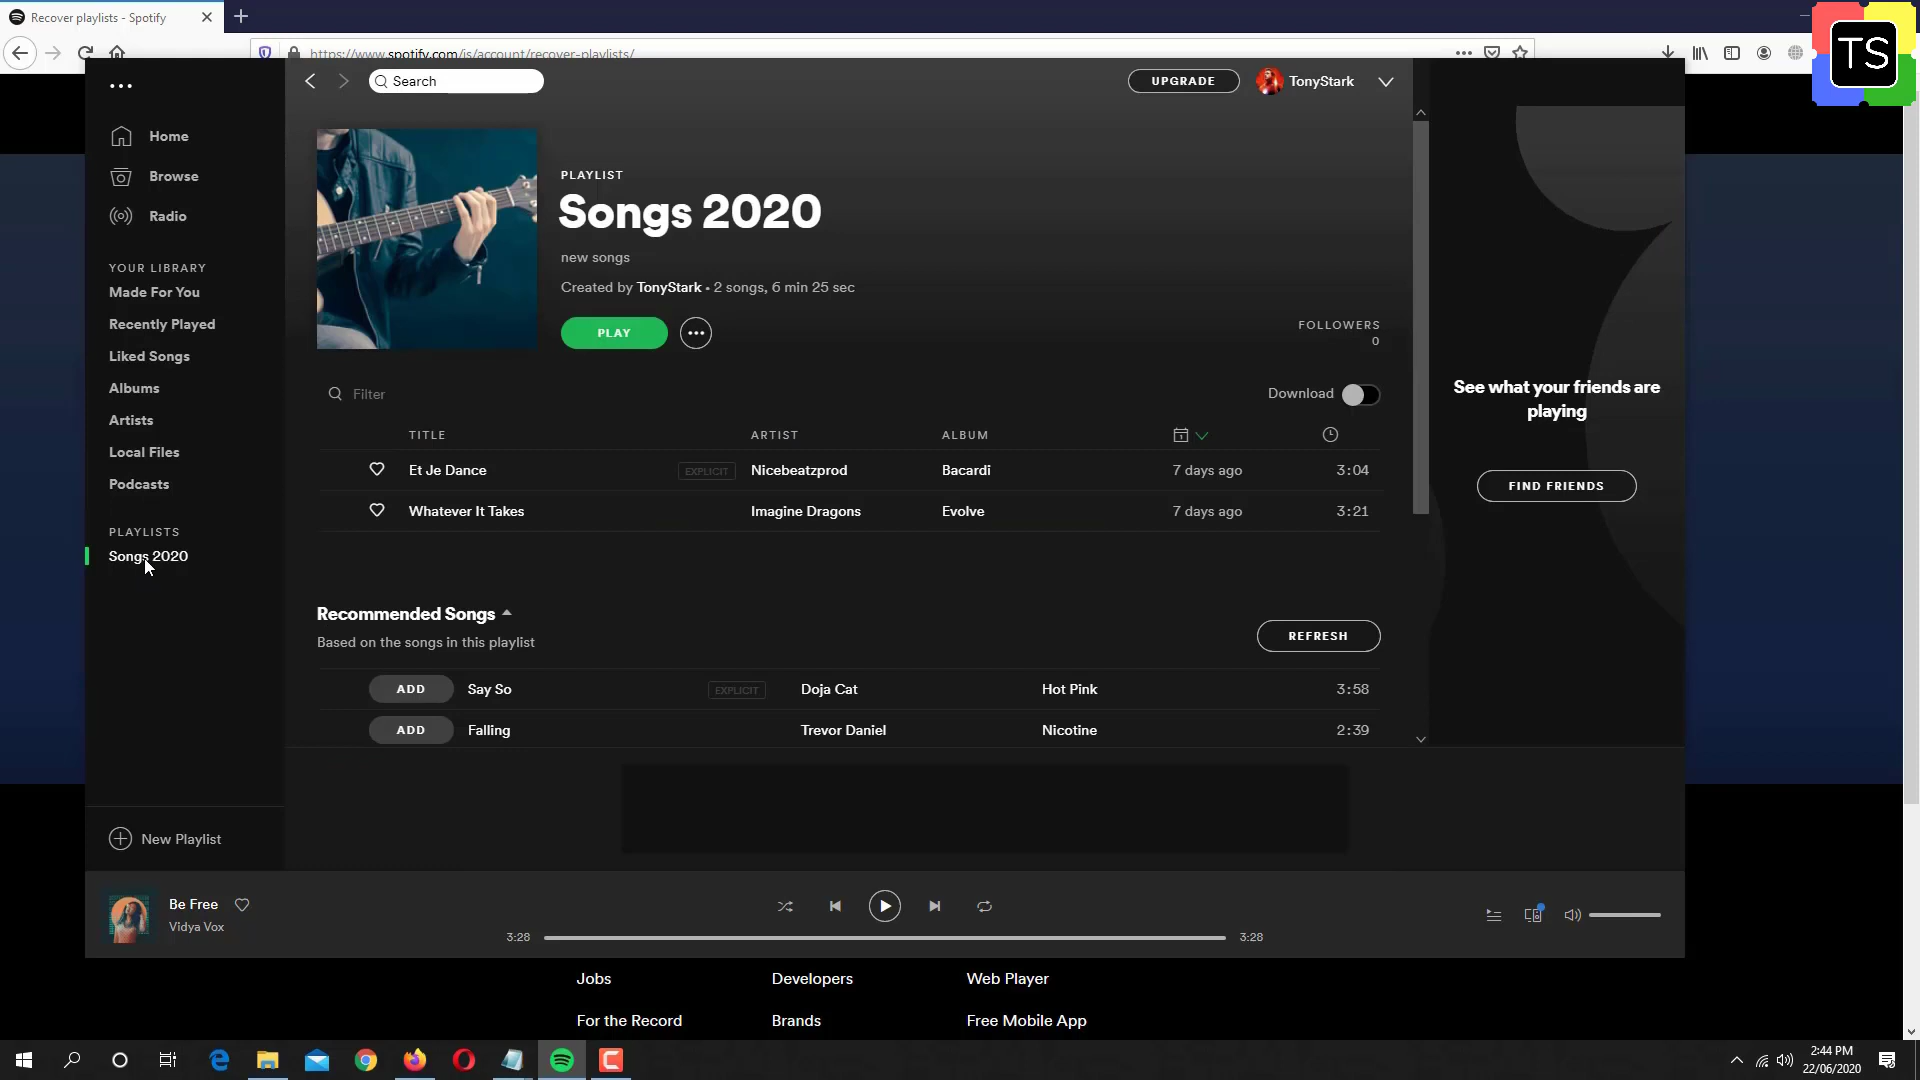 Recover playlists - Spotify
https://www.spotify.com/is/account/recover-playlists/
TS
Search
UPGRADE
TonyStark
Home
Browse
Radio
YOUR LIBRARY
Made For You
Recently Played
Liked Songs
Albums
Artists
Local Files
Podcasts
PLAYLISTS
Songs 2020
New Playlist
PLAYLIST
Songs 2020
new songs
Created by TonyStark • 2 songs, 6 min 25 sec
PLAY
FOLLOWERS
0
Filter
Download
TITLE ARTIST ALBUM
Et Je Dance EXPLICIT Nicebeatzprod Bacardi 7 days ago 3:04
Whatever It Takes Imagine Dragons Evolve 7 days ago 3:21
Recommended Songs
Based on the songs in this playlist
REFRESH
ADD Say So EXPLICIT Doja Cat Hot Pink 3:58
ADD Falling Trevor Daniel Nicotine 2:39
See what your friends are
playing
FIND FRIENDS
Be Free
Vidya Vox
3:28 3:28
Jobs Developers Web Player
For the Record Brands Free Mobile App
2:44 PM
22/06/2020